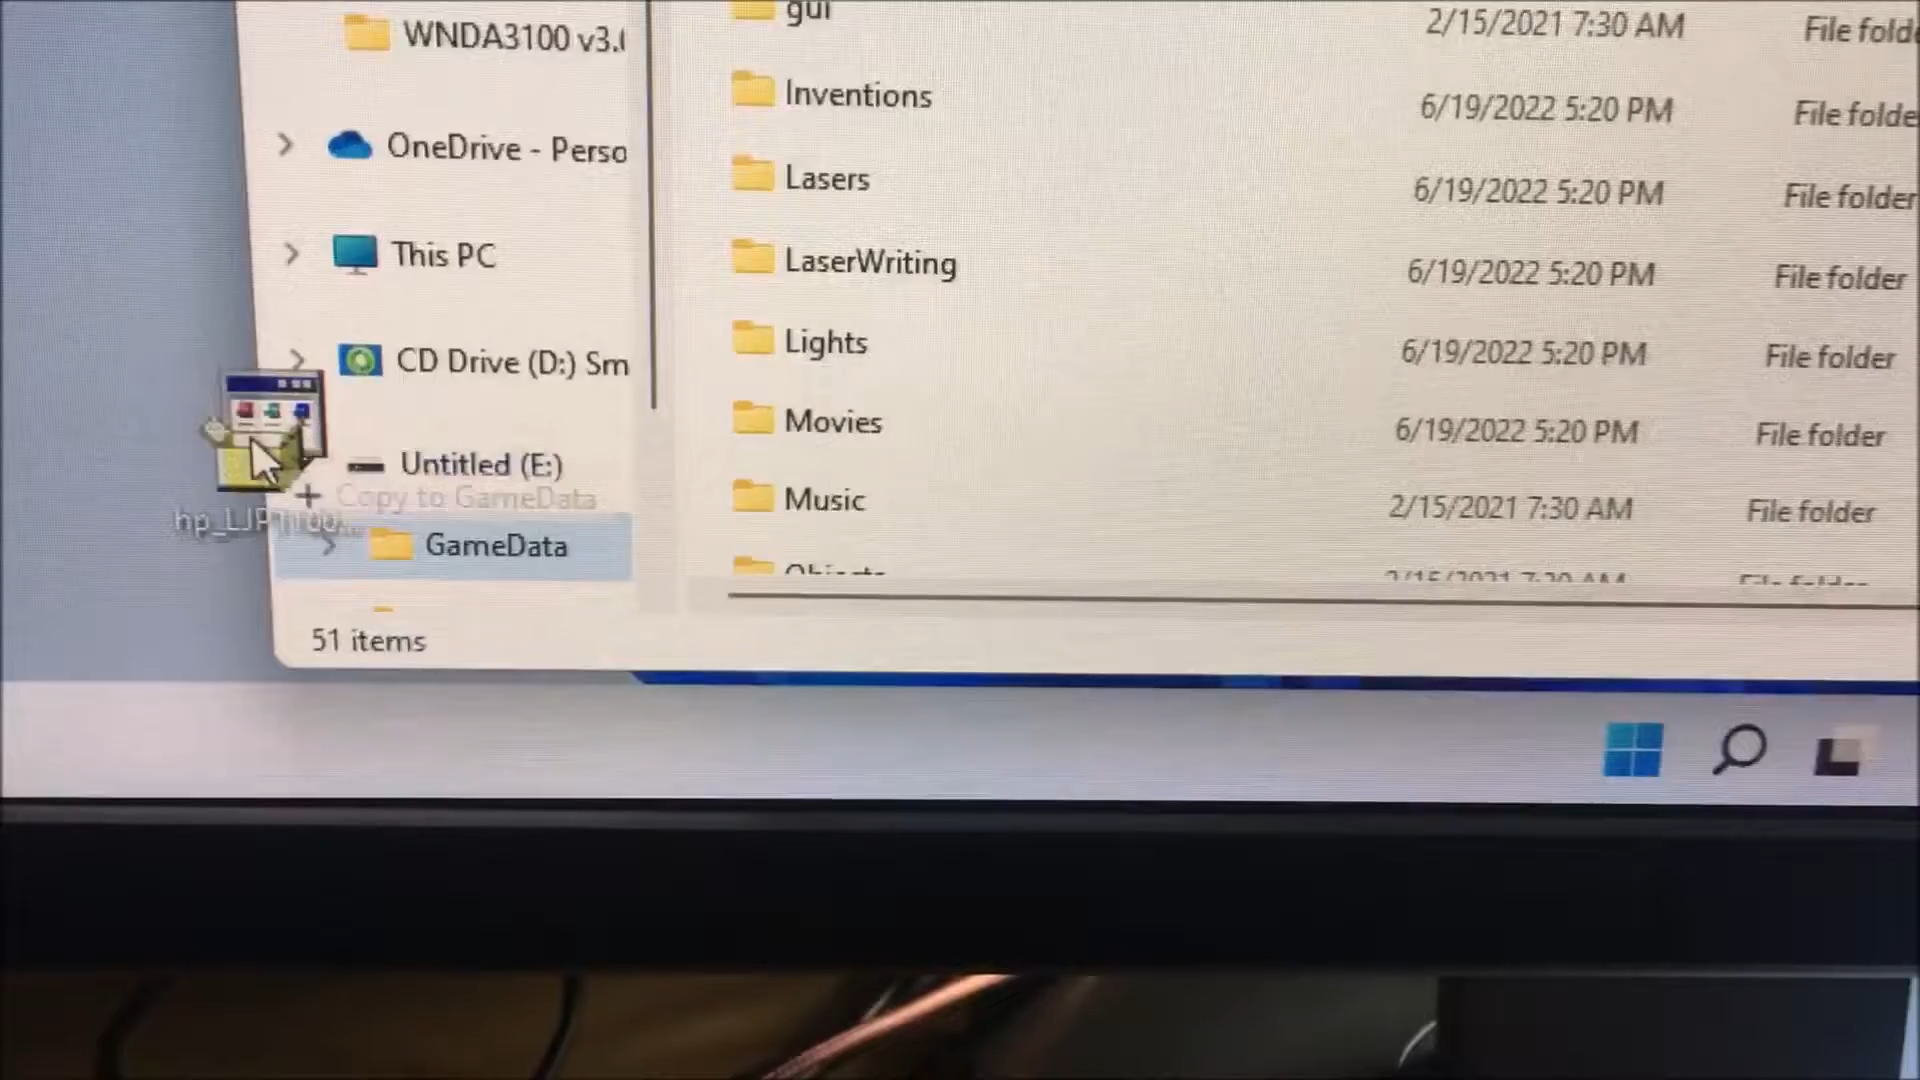 WNDA3100 v3.
OneDrive - Perso
This PC
CD Drive (D:) Sm
Untitled (E:)
Copy to GameData
GameData
51 items
gui 2/15/2021 7:30 AM File folde
Inventions 6/19/2022 5:20 PM File folde
Lasers 6/19/2022 5:20 PM File folder
LaserWriting 6/19/2022 5:20 PM File folder
Lights 6/19/2022 5:20 PM File folder
Movies 6/19/2022 5:20 PM File folder
Music 2/15/2021 7:30 AM File folder